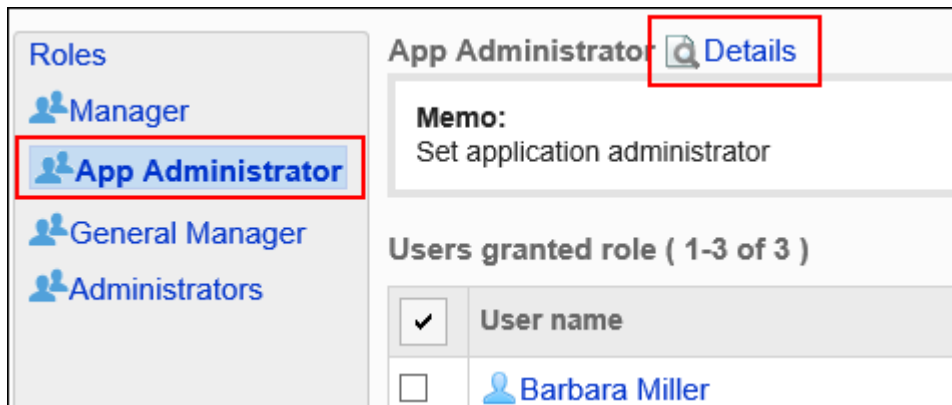 Roles
Manager
App Administrator
General Manager
Administrators
App Administrator Details
Memo:
Set application administrator
Users granted role ( 1-3 of 3 )
User name
Barbara Miller